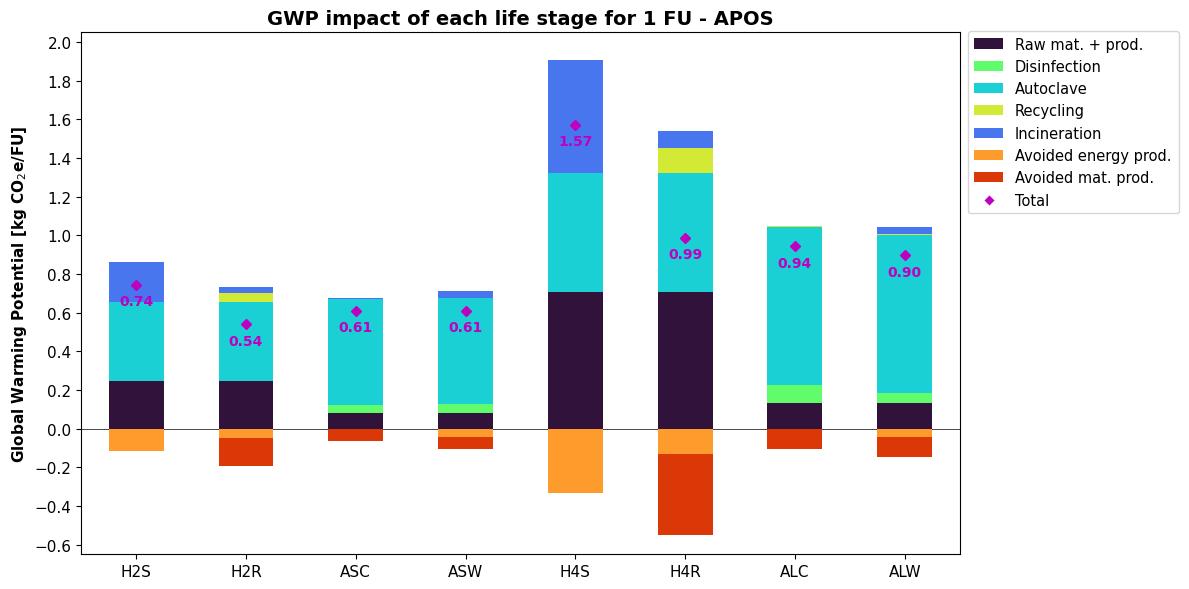 GWP impact of each life stage for 1 FU - APOS
Global Warming Potential [kg CO₂e/FU]
2.0
1.8
1.6
1.4
1.2
1.0
0.8
0.6
0.4
0.2
0.0
−0.2
−0.4
−0.6
0.74
0.54
0.61
0.61
1.57
0.99
0.94
0.90
H2S
H2R
ASC
ASW
H4S
H4R
ALC
ALW
Raw mat. + prod.
Disinfection
Autoclave
Recycling
Incineration
Avoided energy prod.
Avoided mat. prod.
Total